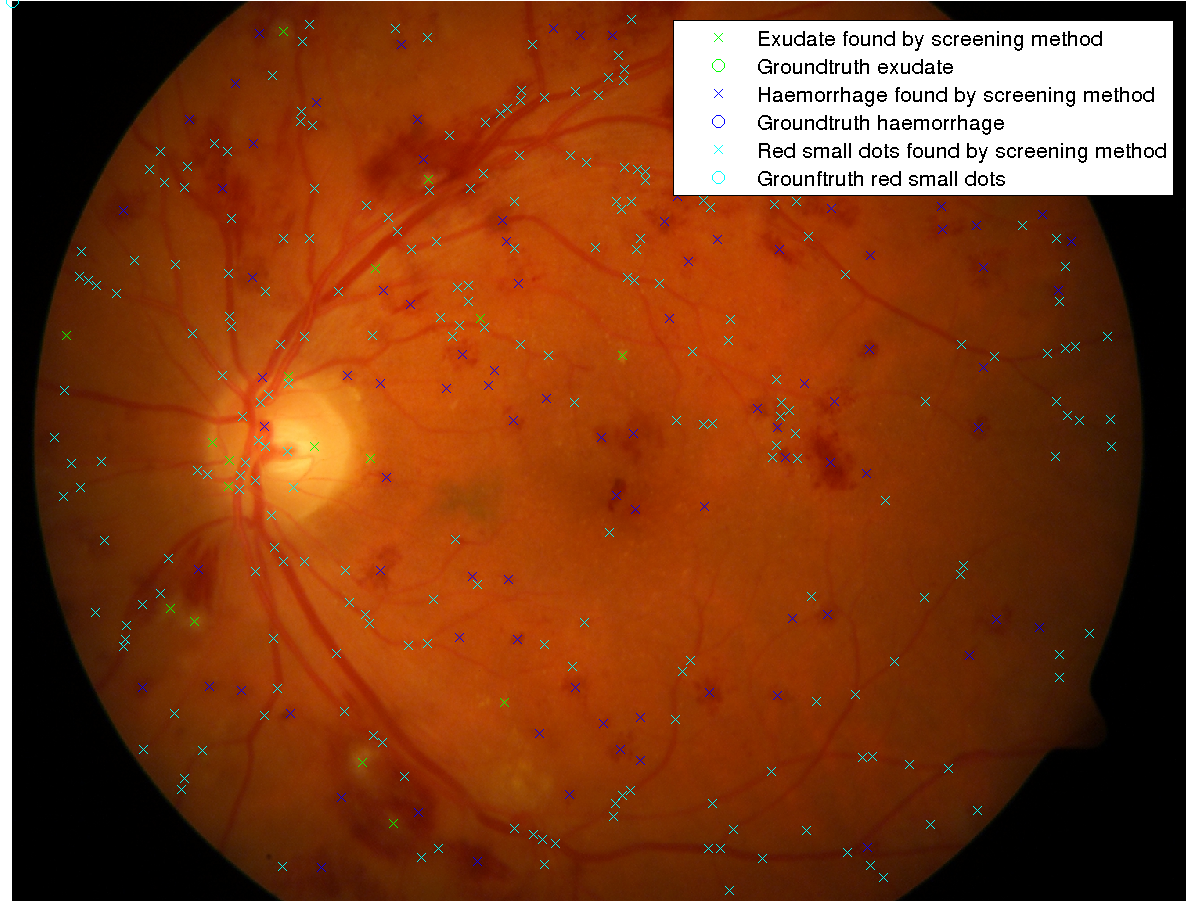 Exudate found by screening method
Groundtruth exudate
Haemorrhage found by screening method
Groundtruth haemorrhage
Red small dots found by screening method
Grounftruth red small dots